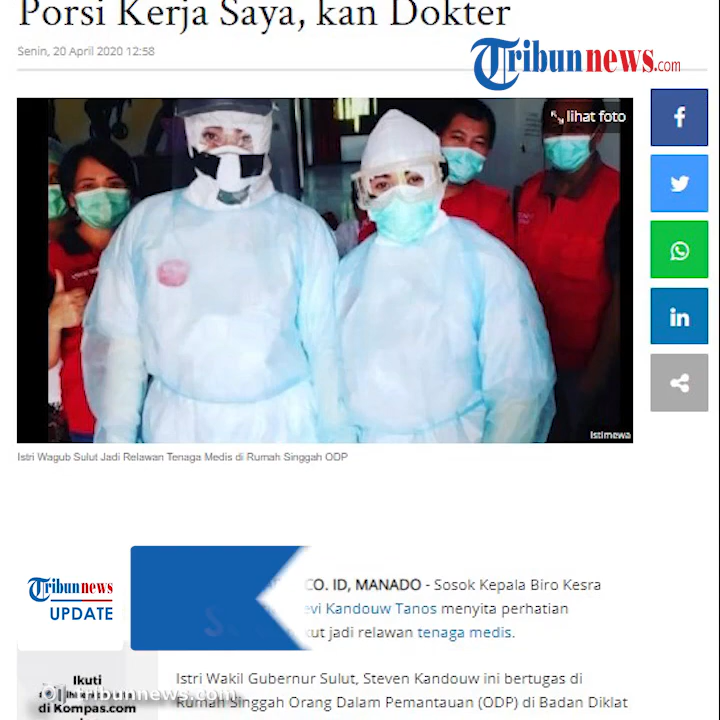 Porsi Kerja Saya, kan Dokter
Senin, 20 April 2020 12:58
Tribunnews.com
lihat foto
Istimewa
Istri Wagub Sulut Jadi Relawan Tenaga Medis di Rumah Singgah ODP
Tribunnews
UPDATE
CO. ID, MANADO - Sosok Kepala Biro Kesra
evi Kandouw Tanos menyita perhatian
jadi relawan tenaga medis.
Istri Wakil Gubernur Sulut, Steven Kandouw ini bertugas di
Rumah Singgah Orang Dalam Pemantauan (ODP) di Badan Diklat
Ikuti
tribunnews.com
di Kompas.com